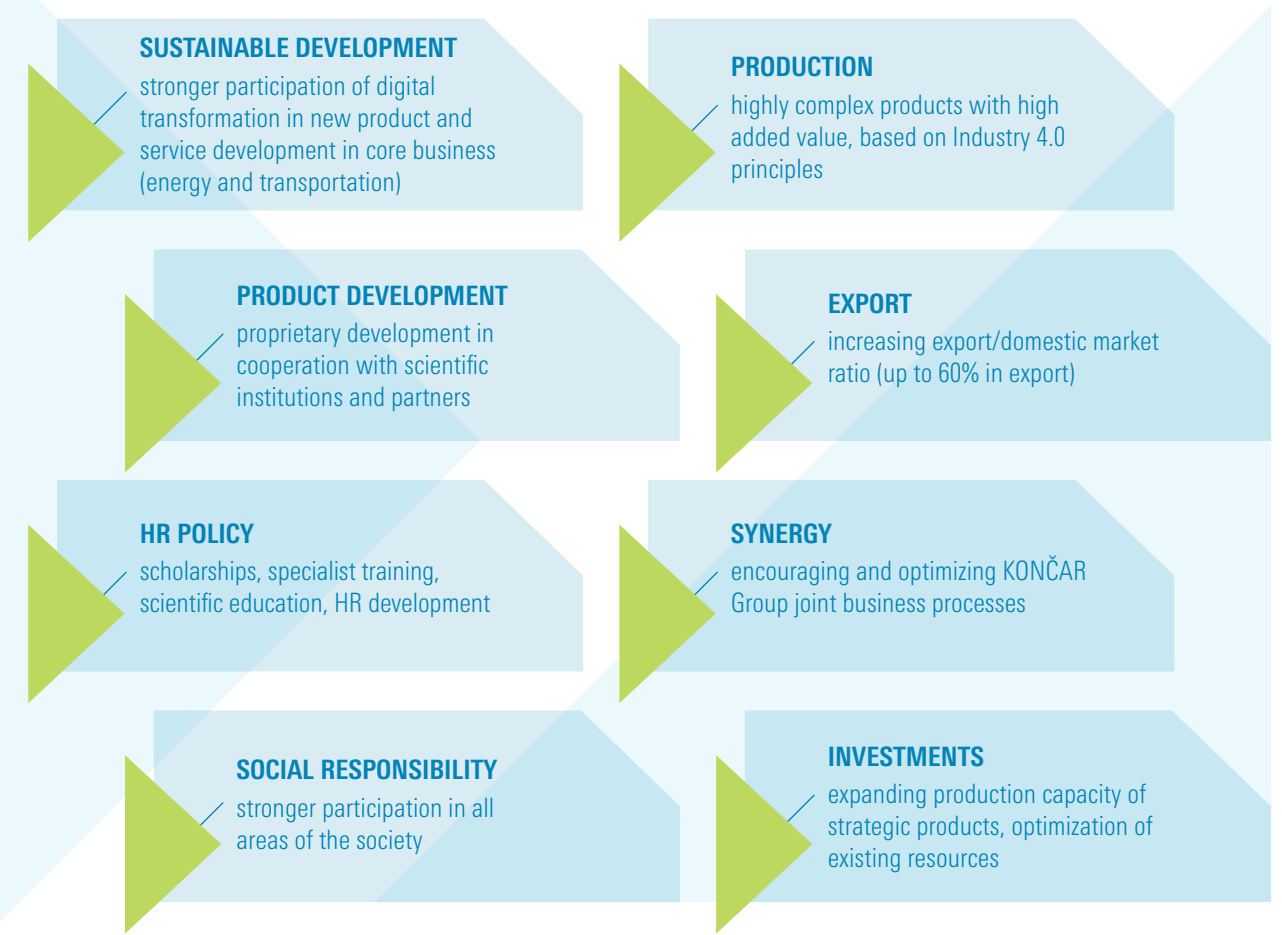 SUSTAINABLE DEVELOPMENT
stronger participation of digital
transformation in new product and
service development in core business
(energy and transportation)
PRODUCTION
highly complex products with high
added value, based on Industry 4.0
principles
PRODUCT DEVELOPMENT
proprietary development in
cooperation with scientific
institutions and partners
EXPORT
increasing export/domestic market
ratio (up to 60% in export)
HR POLICY
scholarships, specialist training,
scientific education, HR development
SYNERGY
encouraging and optimizing KONČAR
Group joint business processes
SOCIAL RESPONSIBILITY
stronger participation in all
areas of the society
INVESTMENTS
expanding production capacity of
strategic products, optimization of
existing resources